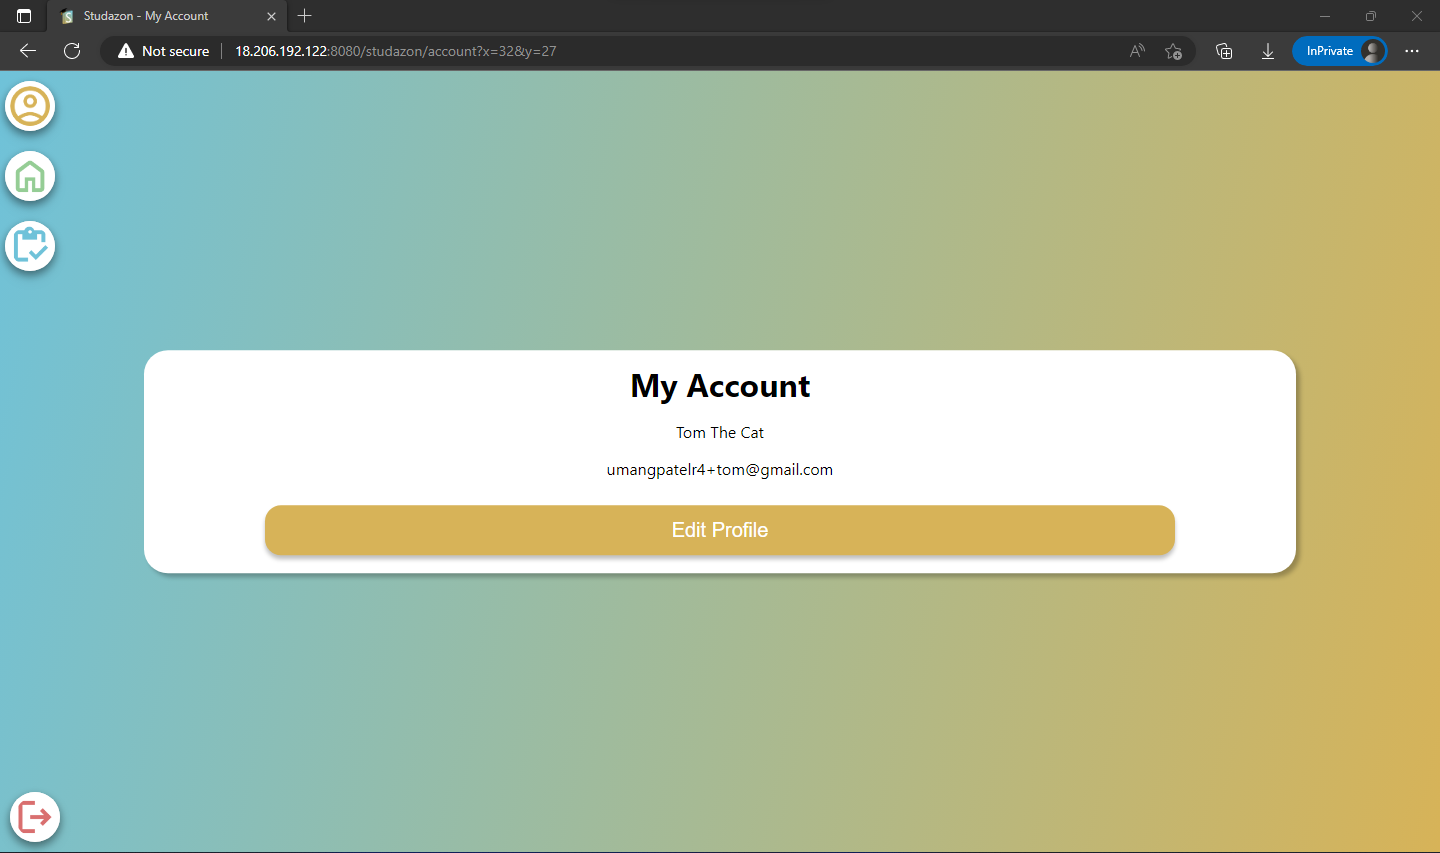 Studazon - My Account
Not secure
18.206.192.122:8080/studazon/account?x=32&y=27
InPrivate
My Account
Tom The Cat
umangpatelr4+tom@gmail.com
Edit Profile